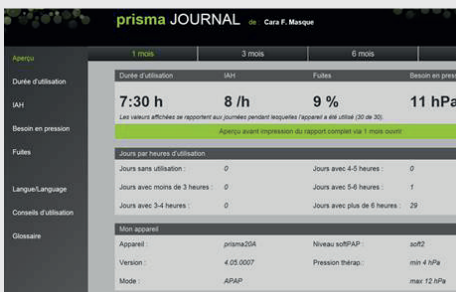 prisma JOURNAL de Cara F. Masque
1 mois 3 mois 6 mois
Aperçu
Durée d'utilisation
IAH
Besoin en pression
Fuites
Langue/Language
Conseils d'utilisation
Glossaire
Durée d'utilisation IAH Fuites Besoin en press
7:30 h 8 /h 9 % 11 hPa
Les valeurs affichées se rapportent aux journées pendant lesquelles l'appareil a été utilisé (30 de 30).
Aperçu avant impression du rapport complet via 1 mois ouvrir
Jours par heures d'utilisation
Jours sans utilisation : 0 Jours avec 4-5 heures : 0
Jours avec moins de 3 heures : 0 Jours avec 5-6 heures : 1
Jours avec 3-4 heures : 0 Jours avec plus de 6 heures : 29
Mon appareil
Appareil : prisma20A Niveau softPAP : soft2
Version : 4.05.0007 Pression thérap.: min 4 hPa
Mode : APAP max 12 hPa